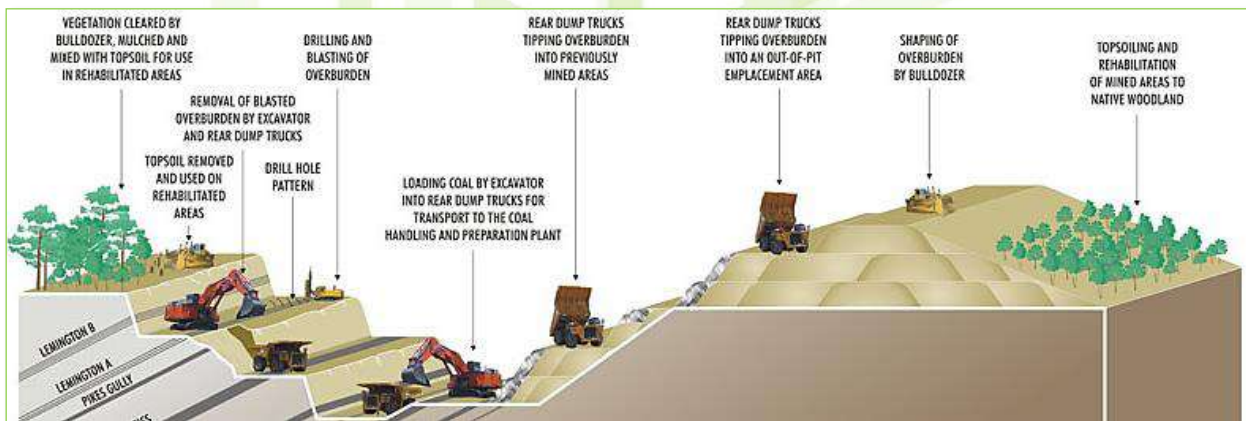 VEGETATION CLEARED BY
BULLDOZER, MULCHED AND
MIXED WITH TOPSOIL FOR USE
IN REHABILITATED AREAS
REMOVAL OF BLASTED
OVERBURDEN BY EXCAVATOR
AND REAR DUMP TRUCKS
TOPSOIL REMOVED
AND USED ON
REHABILITATED
AREAS
DRILL HOLE
PATTERN
DRILLING AND
BLASTING OF
OVERBURDEN
LOADING COAL BY EXCAVATOR
INTO REAR DUMP TRUCKS FOR
TRANSPORT TO THE COAL
HANDLING AND PREPARATION PLANT
REAR DUMP TRUCKS
TIPPING OVERBURDEN
INTO PREVIOUSLY
MINED AREAS
REAR DUMP TRUCKS
TIPPING OVERBURDEN
INTO AN OUT-OF-PIT
EMPLACEMENT AREA
SHAPING OF
OVERBURDEN
BY BULLDOZER
TOPSOILING AND
REHABILITATION
OF MINED AREAS TO
NATIVE WOODLAND
LEMINGTON B
LEMINGTON A
PIKES GULLY